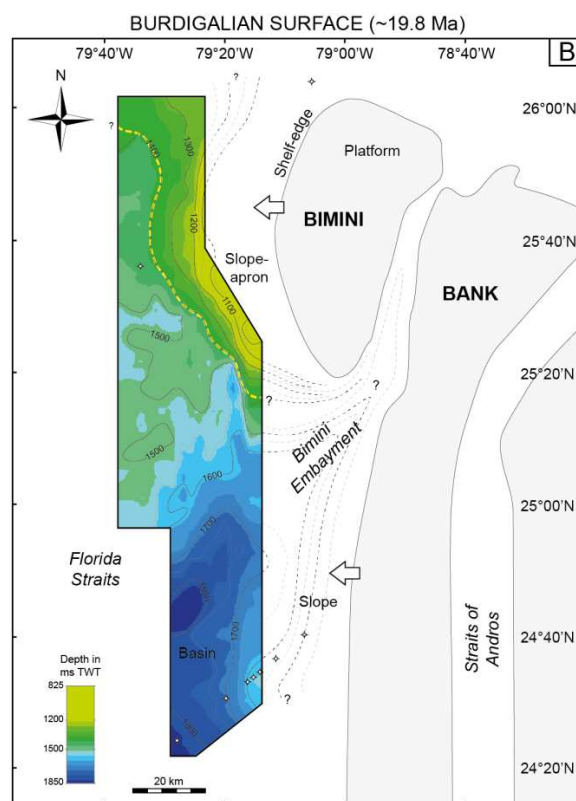 BURDIGALIAN SURFACE (~19.8 Ma)
79°40'W
79°20'W
79°00'W
78°40'W
B
N
?
?
26°00'N
1400
1300
Shelf-edge
Platform
BIMINI
1200
Slope-
apron
25°40'N
BANK
1100
1500
25°20'N
?
?
Bimini
Embayment
1500
1600
25°00'N
1700
Florida
Straits
1800
Slope
1700
Basin
Straits of
Andros
24°40'N
?
Depth in
ms TWT
825
1200
1500
1850
1800
20 km
24°20'N